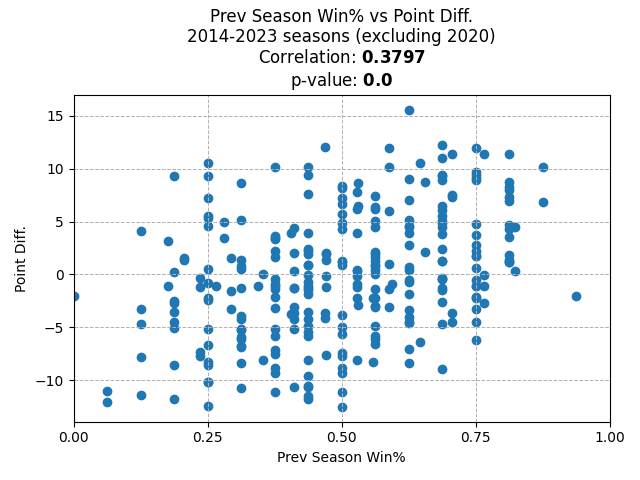 Prev Season Win% vs Point Diff.
2014-2023 seasons (excluding 2020)
Correlation: 0.3797
p-value: 0.0
15
10
5
0
−5
−10
Point Diff.
0.00 0.25 0.50 0.75 1.00
Prev Season Win%